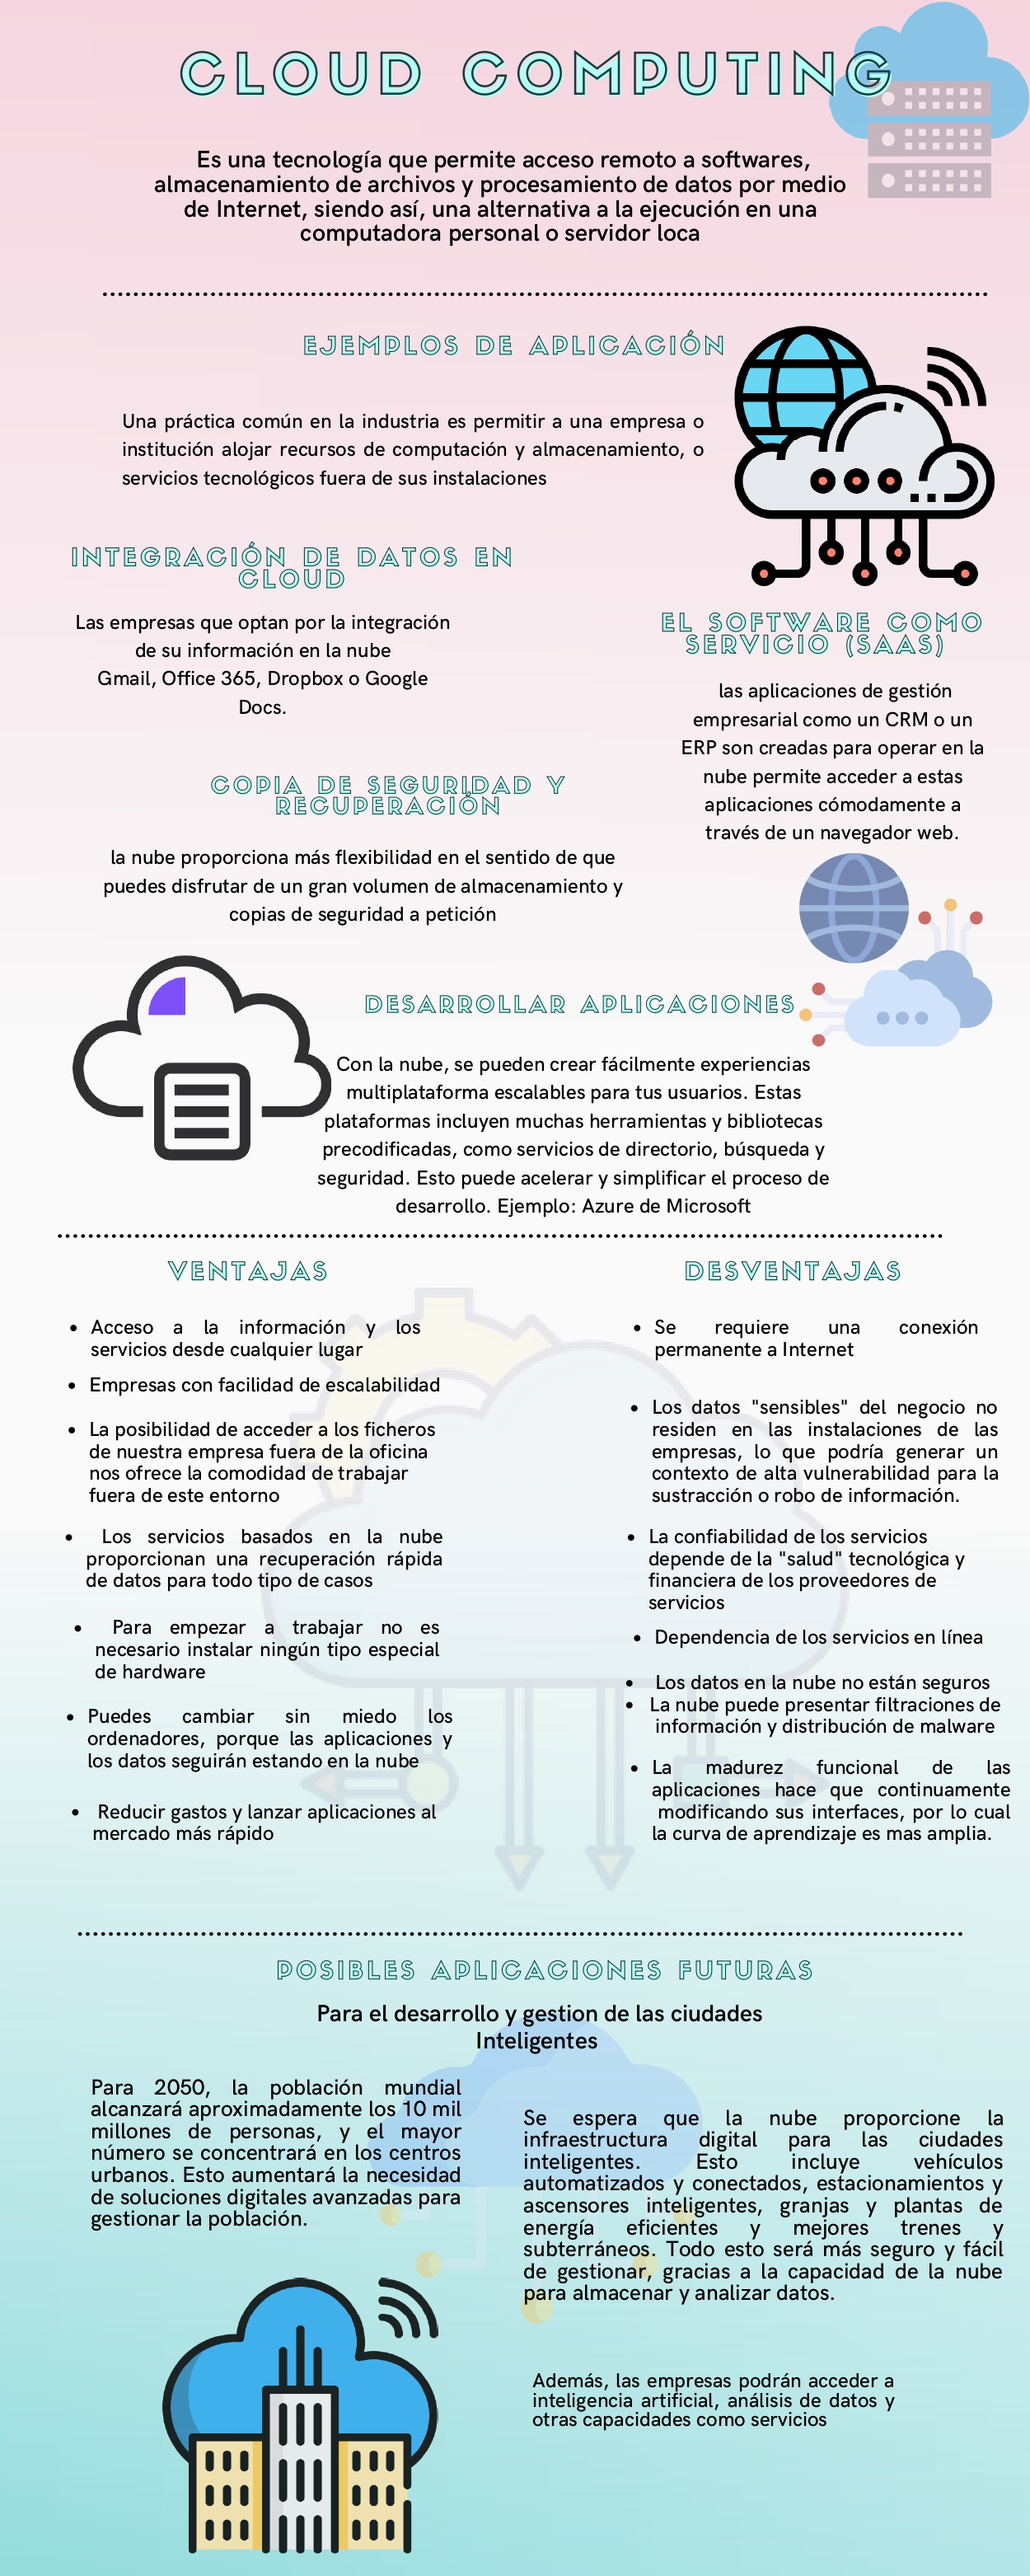 CLOUD COMPUTING
Es una tecnología que permite acceso remoto a softwares,
almacenamiento de archivos y procesamiento de datos por medio
de Internet, siendo así, una alternativa a la ejecución en una
computadora personal o servidor loca
EJEMPLOS DE APLICACIÓN
Una práctica común en la industria es permitir a una empresa o
institución alojar recursos de computación y almacenamiento, o
servicios tecnológicos fuera de sus instalaciones
INTEGRACIÓN DE DATOS EN
CLOUD
Las empresas que optan por la integración
de su información en la nube
Gmail, Office 365, Dropbox o Google
Docs.
EL SOFTWARE COMO
SERVICIO (SAAS)
las aplicaciones de gestión
empresarial como un CRM o un
ERP son creadas para operar en la
nube permite acceder a estas
aplicaciones cómodamente a
través de un navegador web.
COPIA DE SEGURIDAD Y
RECUPERACIÓN
la nube proporciona más flexibilidad en el sentido de que
puedes disfrutar de un gran volumen de almacenamiento y
copias de seguridad a petición
DESARROLLAR APLICACIONES
Con la nube, se pueden crear fácilmente experiencias
multiplataforma escalables para tus usuarios. Estas
plataformas incluyen muchas herramientas y bibliotecas
precodificadas, como servicios de directorio, búsqueda y
seguridad. Esto puede acelerar y simplificar el proceso de
desarrollo. Ejemplo: Azure de Microsoft
VENTAJAS
• Acceso a la información y los
servicios desde cualquier lugar
• Empresas con facilidad de escalabilidad
• La posibilidad de acceder a los ficheros
de nuestra empresa fuera de la oficina
nos ofrece la comodidad de trabajar
fuera de este entorno
• Los servicios basados en la nube
proporcionan una recuperación rápida
de datos para todo tipo de casos
• Para empezar a trabajar no es
necesario instalar ningún tipo especial
de hardware
• Puedes cambiar sin miedo los
ordenadores, porque las aplicaciones y
los datos seguirán estando en la nube
• Reducir gastos y lanzar aplicaciones al
mercado más rápido
DESVENTAJAS
• Se requiere una conexión
permanente a Internet
• Los datos "sensibles" del negocio no
residen en las instalaciones de las
empresas, lo que podría generar un
contexto de alta vulnerabilidad para la
sustracción o robo de información.
• La confiabilidad de los servicios
depende de la "salud" tecnológica y
financiera de los proveedores de
servicios
• Dependencia de los servicios en línea
• Los datos en la nube no están seguros
• La nube puede presentar filtraciones de
información y distribución de malware
• La madurez funcional de las
aplicaciones hace que continuamente
modificando sus interfaces, por lo cual
la curva de aprendizaje es mas amplia.
POSIBLES APLICACIONES FUTURAS
Para el desarrollo y gestion de las ciudades
Inteligentes
Para 2050, la población mundial
alcanzará aproximadamente los 10 mil
millones de personas, y el mayor
número se concentrará en los centros
urbanos. Esto aumentará la necesidad
de soluciones digitales avanzadas para
gestionar la población.
Se espera que la nube proporcione la
infraestructura digital para las ciudades
inteligentes. Esto incluye vehículos
automatizados y conectados, estacionamientos y
ascensores inteligentes, granjas y plantas de
energía eficientes y mejores trenes y
subterráneos. Todo esto será más seguro y fácil
de gestionar, gracias a la capacidad de la nube
para almacenar y analizar datos.
Además, las empresas podrán acceder a
inteligencia artificial, análisis de datos y
otras capacidades como servicios